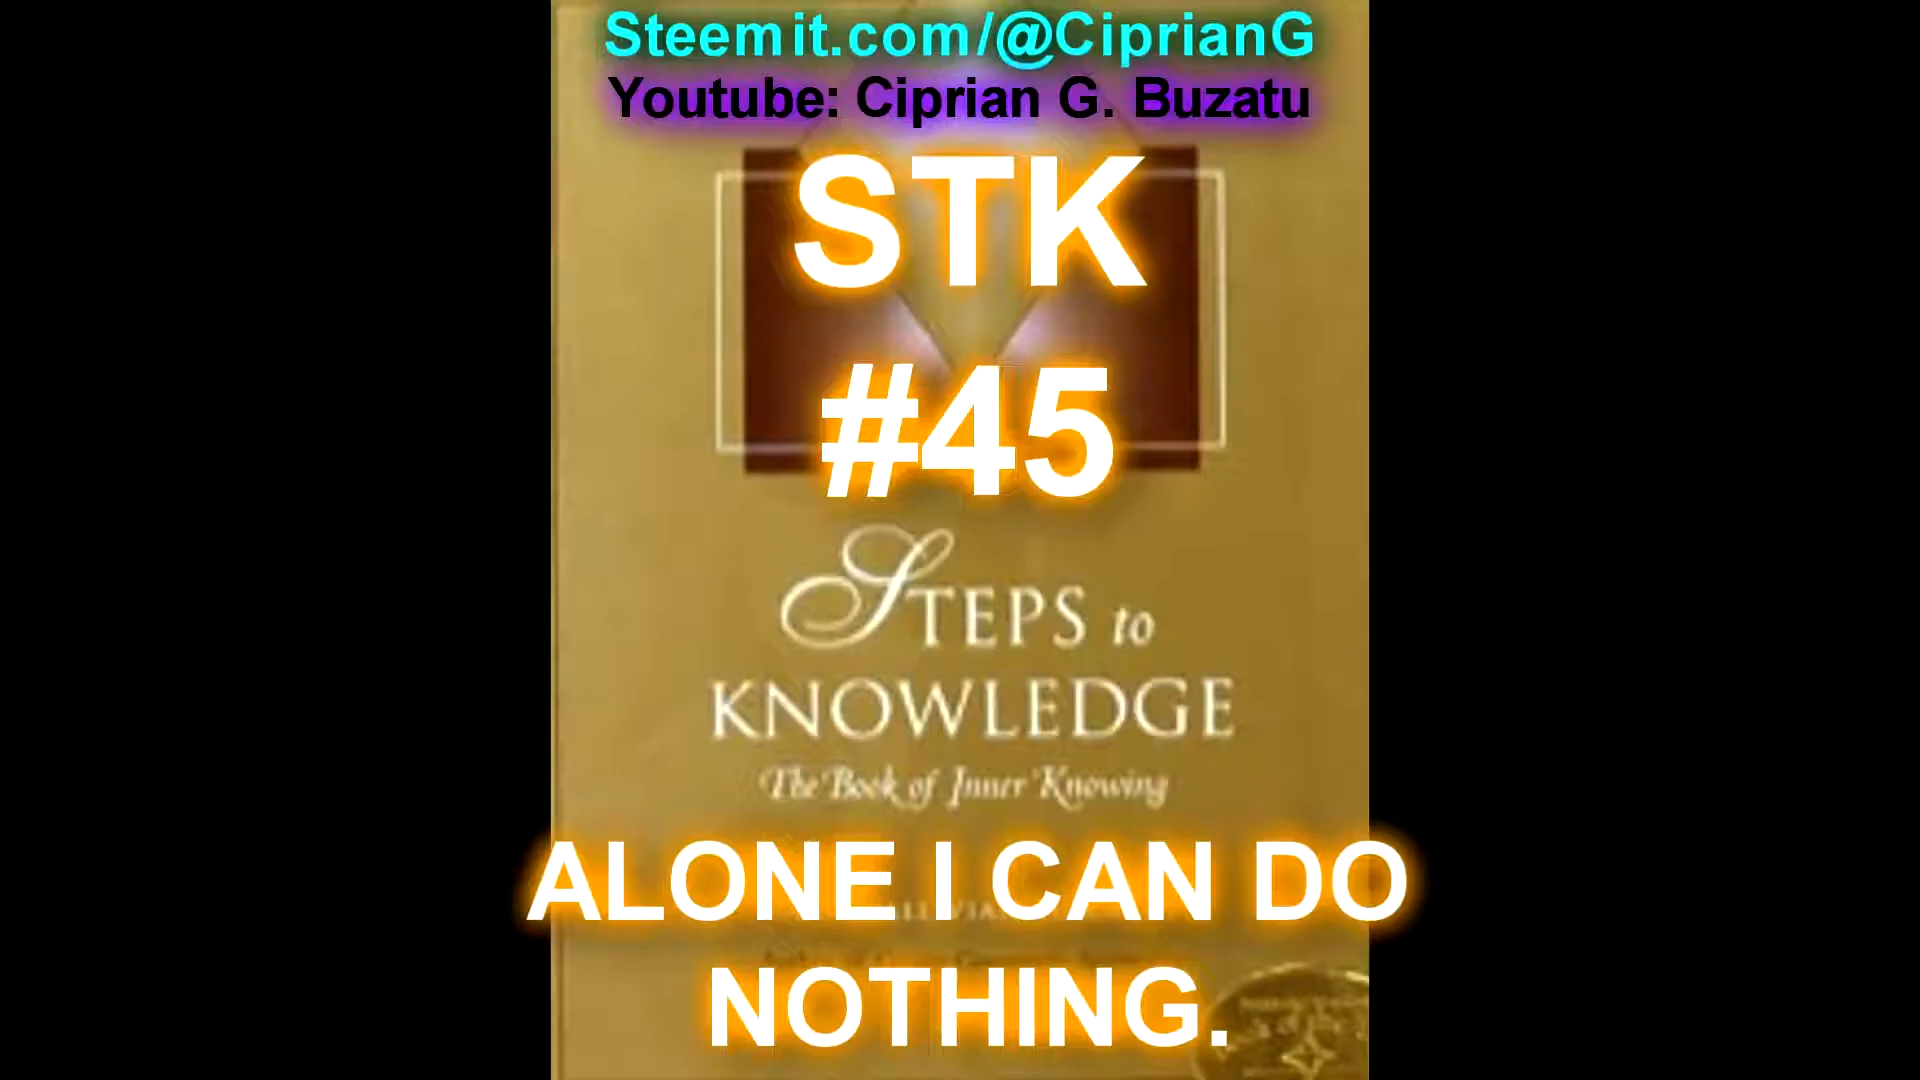 Steemit.com/@CiprianG
Youtube: Ciprian G. Buzatu
STK
#45
STEPS to
KNOWLEDGE
The Book of Inner Knowing
ALONE I CAN DO
NOTHING.